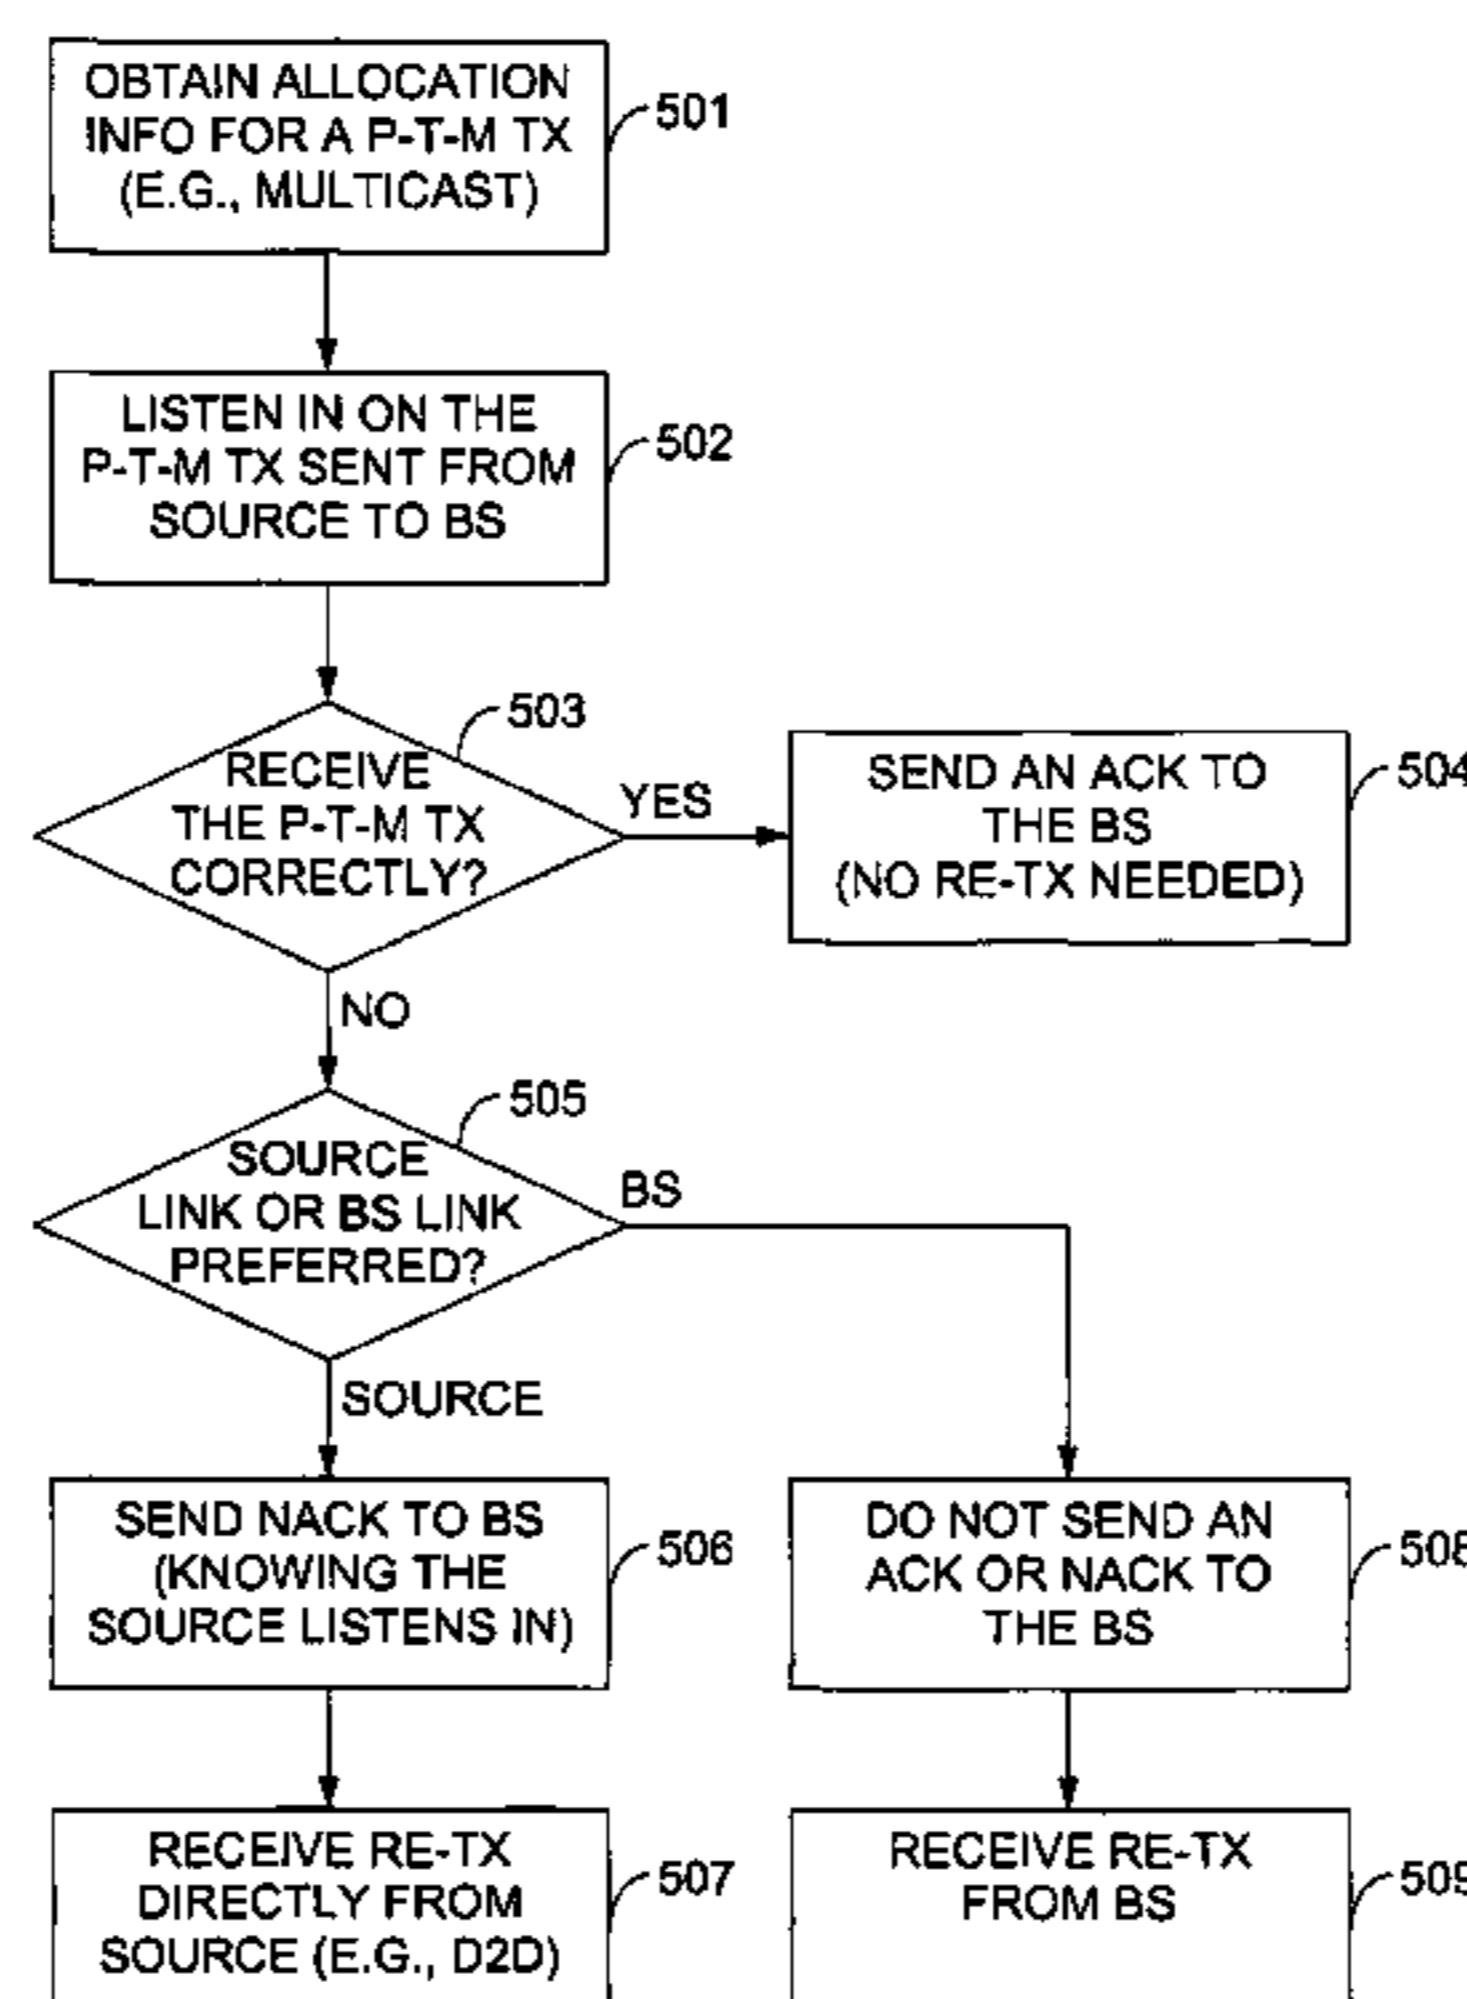 OBTAIN ALLOCATION
INFO FOR A P-T-M TX
(E.G., MULTICAST)
501
LISTEN IN ON THE
P-T-M TX SENT FROM
SOURCE TO BS
502
503
RECEIVE
THE P-T-M TX
CORRECTLY?
YES
SEND AN ACK TO
THE BS
(NO RE-TX NEEDED)
504
NO
505
SOURCE
LINK OR BS LINK
PREFERRED?
BS
SOURCE
SEND NACK TO BS
(KNOWING THE
SOURCE LISTENS IN)
506
DO NOT SEND AN
ACK OR NACK TO
THE BS
508
RECEIVE RE-TX
DIRECTLY FROM
SOURCE (E.G., D2D)
507
RECEIVE RE-TX
FROM BS
509